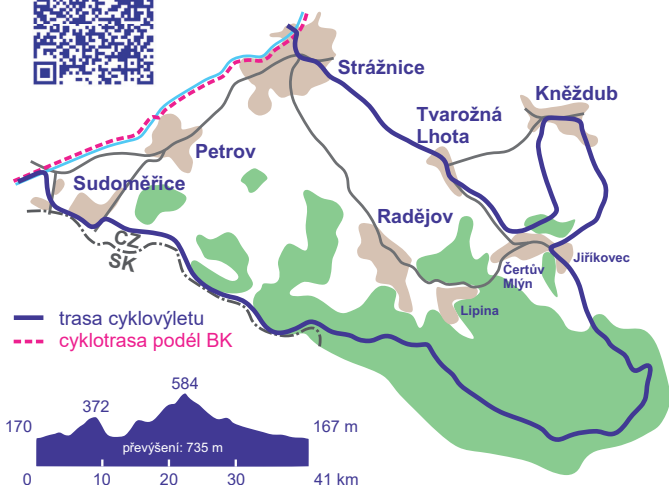 Strážnice
Kněždub
Tvarožná
Lhota
Petrov
Sudoměřice
Radějov
CZ
SK
Jiříkovec
Čertův
Mlýn
Lipina
trasa cyklovýletu
cyklotrasa podél BK
584
372
170
167 m
převýšení: 735 m
0 10 20 30 41 km